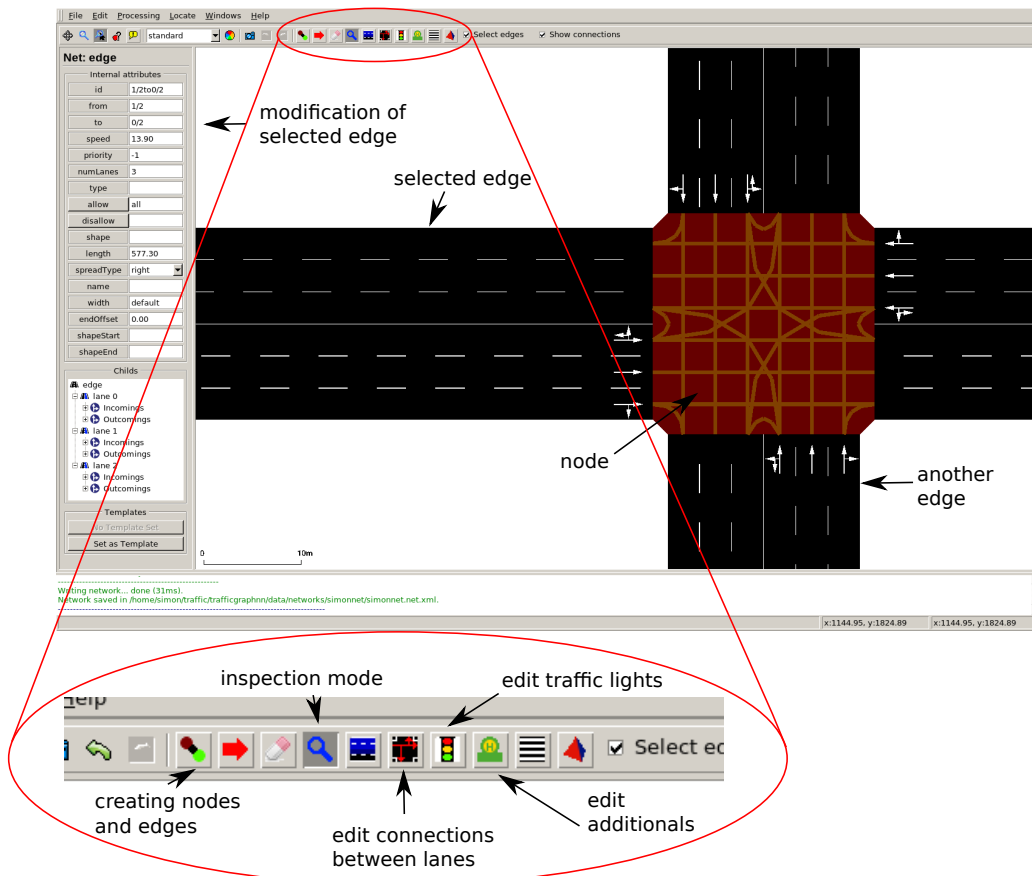 File Edit Processing Locate Windows Help
standard
Select edges
Show connections
Net: edge
Internal attributes
id 1/2to0/2
from 1/2
to 0/2
speed 13.90
priority -1
numLanes 3
type
allow all
disallow
shape
length 577.30
spreadType right
name
width default
endOffset 0.00
shapeStart
shapeEnd
Childs
edge
lane 0
Incomings
Outcomings
lane 1
Incomings
Outcomings
lane 2
Incomings
Outcomings
Templates
No Template Set
Set as Template
modification of
selected edge
selected edge
node
another
edge
0 10m
Writing network... done (31ms).
Network saved in /home/simon/traffic/trafficgraphnn/data/networks/simonnet/simonnet.net.xml.
x:1144.95, y:1824.89 x:1144.95, y:1824.89
inspection mode
edit traffic lights
Help
H
Select ed
creating nodes
and edges
edit connections
between lanes
edit
additionals